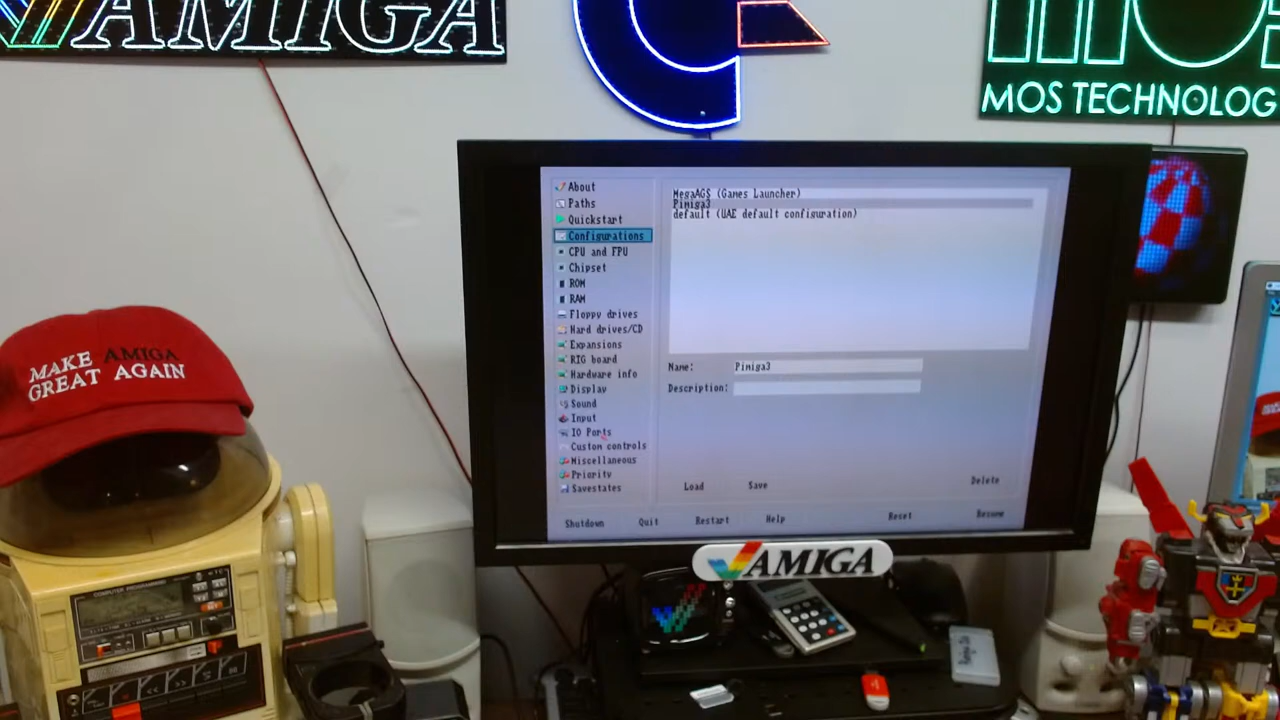 AMIGA
MOS TECHNOLOG
About
Paths
Quickstart
Configurations
CPU and FPU
Chipset
ROM
RAM
Floppy drives
Hard drives/CD
Expansions
RTG board
Hardware info
Display
Sound
Input
IO Ports
Custom controls
Miscellaneous
Priority
Savestates
MegaAGS (Games Launcher)
Pimiga3
default (UAE default configuration)
Name: Pimiga3
Description:
Load Save Delete
Shutdown Quit Restart Help Reset Resume
AMIGA
MAKE AMIGA
GREAT AGAIN